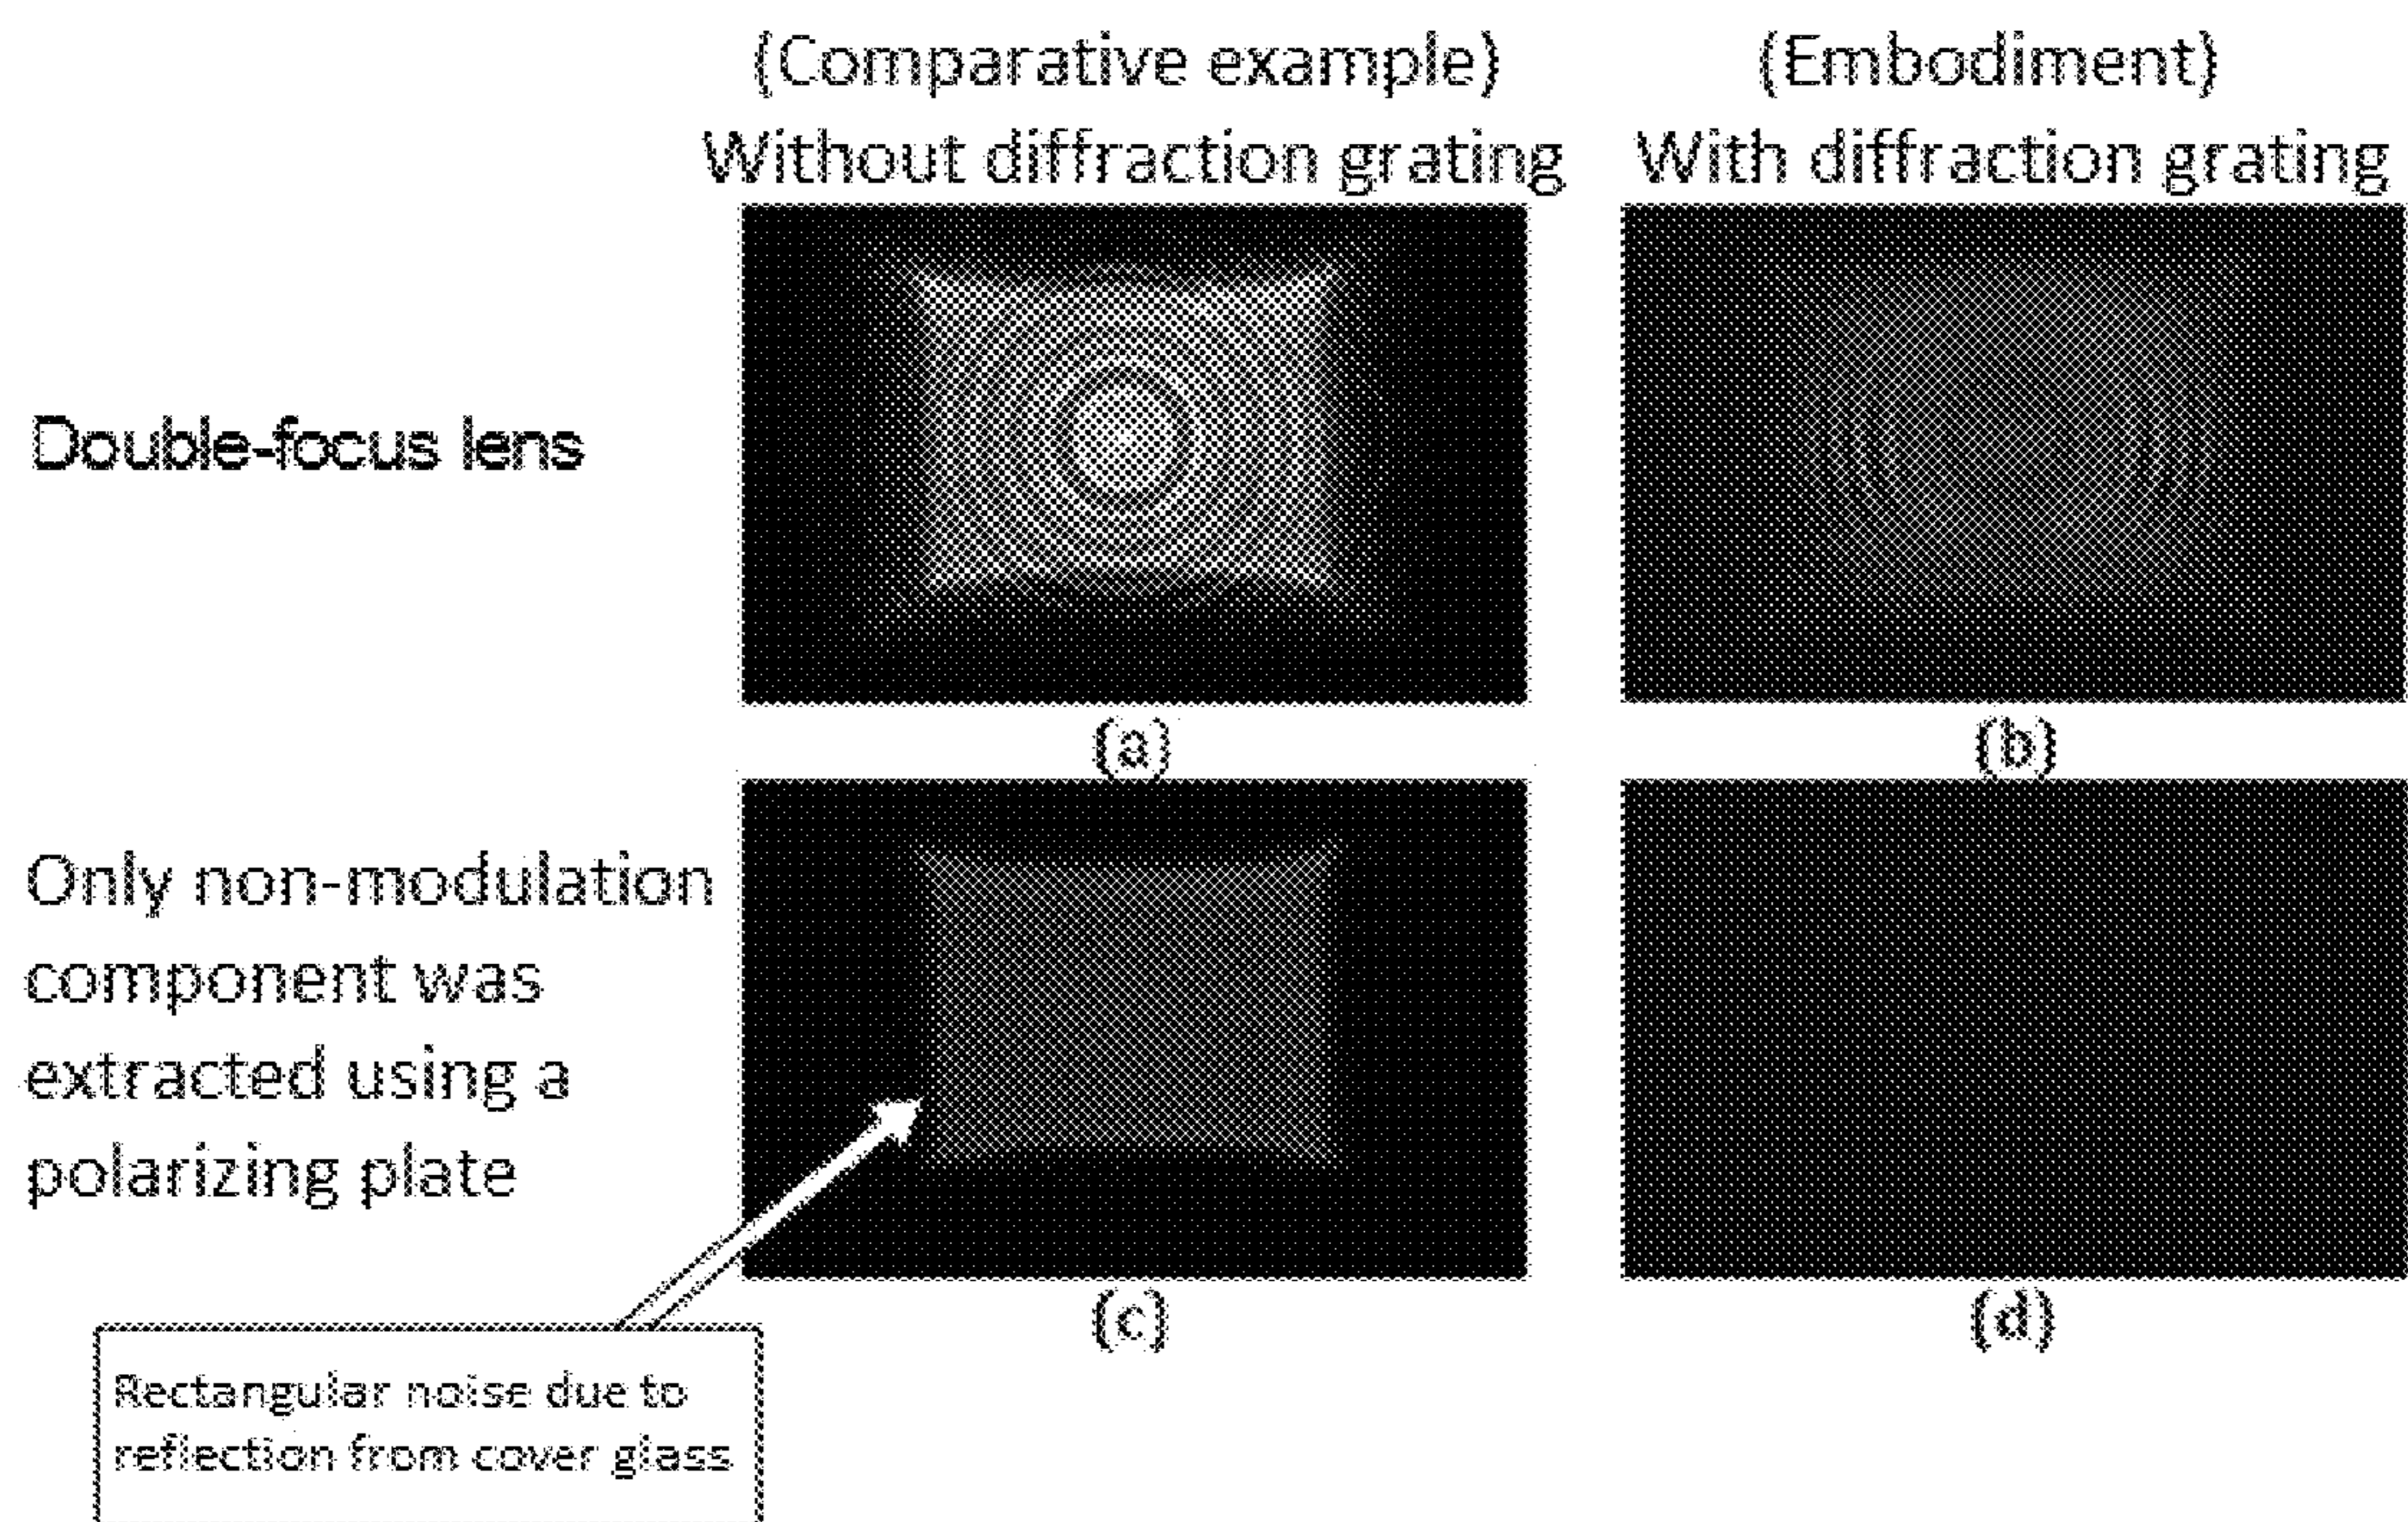 (Comparative example)
(Embodiment)
Without diffraction grating
With diffraction grating
Double-focus lens
(a)
(b)
Only non-modulation
component was
extracted using a
polarizing plate
(c)
(d)
Rectangular noise due to
reflection from cover glass